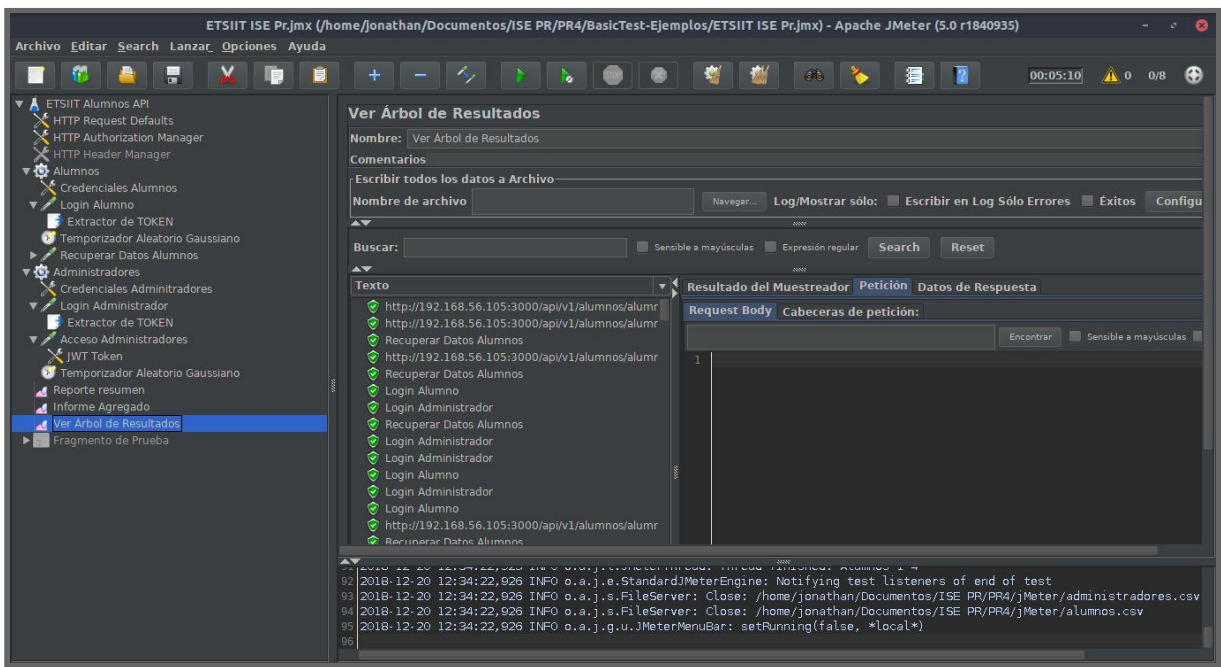 ETSIIT ISE Pr.jmx (/home/jonathan/Documentos/ISE PR/PR4/BasicTest-Ejemplos/ETSIIT ISE Pr.jmx) - Apache JMeter (5.0 r1840935)
Archivo Editar Search Lanzar Opciones Ayuda
00:05:10 0 0/8
ETSIIT Alumnos API
HTTP Request Defaults
HTTP Authorization Manager
HTTP Header Manager
Alumnos
Credenciales Alumnos
Login Alumno
Extractor de TOKEN
Temporizador Aleatorio Gaussiano
Recuperar Datos Alumnos
Administradores
Credenciales Adminitradores
Login Administrador
Extractor de TOKEN
Acceso Administradores
JWT Token
Temporizador Aleatorio Gaussiano
Reporte resumen
Informe Agregado
Ver Árbol de Resultados
Fragmento de Prueba
Ver Árbol de Resultados
Nombre: Ver Árbol de Resultados
Comentarios
Escribir todos los datos a Archivo
Nombre de archivo Navegar... Log/Mostrar sólo: Escribir en Log Sólo Errores Éxitos Configu
Buscar: Sensible a mayúsculas Expresión regular Search Reset
Texto
http://192.168.56.105:3000/api/v1/alumnos/alumr
http://192.168.56.105:3000/api/v1/alumnos/alumr
Recuperar Datos Alumnos
http://192.168.56.105:3000/api/v1/alumnos/alumr
Recuperar Datos Alumnos
Login Alumno
Login Administrador
Recuperar Datos Alumnos
Login Administrador
Login Administrador
Login Alumno
Login Administrador
Login Alumno
http://192.168.56.105:3000/api/v1/alumnos/alumr
Recuperar Datos Alumnos
Resultado del Muestreador Petición Datos de Respuesta
Request Body Cabeceras de petición:
Encontrar Sensible a mayúsculas
1
92 2018-12-20 12:34:22,926 INFO o.a.j.e.StandardJMeterEngine: Notifying test listeners of end of test
93 2018-12-20 12:34:22,926 INFO o.a.j.s.FileServer: Close: /home/jonathan/Documentos/ISE PR/PR4/jMeter/administradores.csv
94 2018-12-20 12:34:22,926 INFO o.a.j.s.FileServer: Close: /home/jonathan/Documentos/ISE PR/PR4/jMeter/alumnos.csv
95 2018-12-20 12:34:22,926 INFO o.a.j.g.u.JMeterMenuBar: setRunning(false, *local*)
96